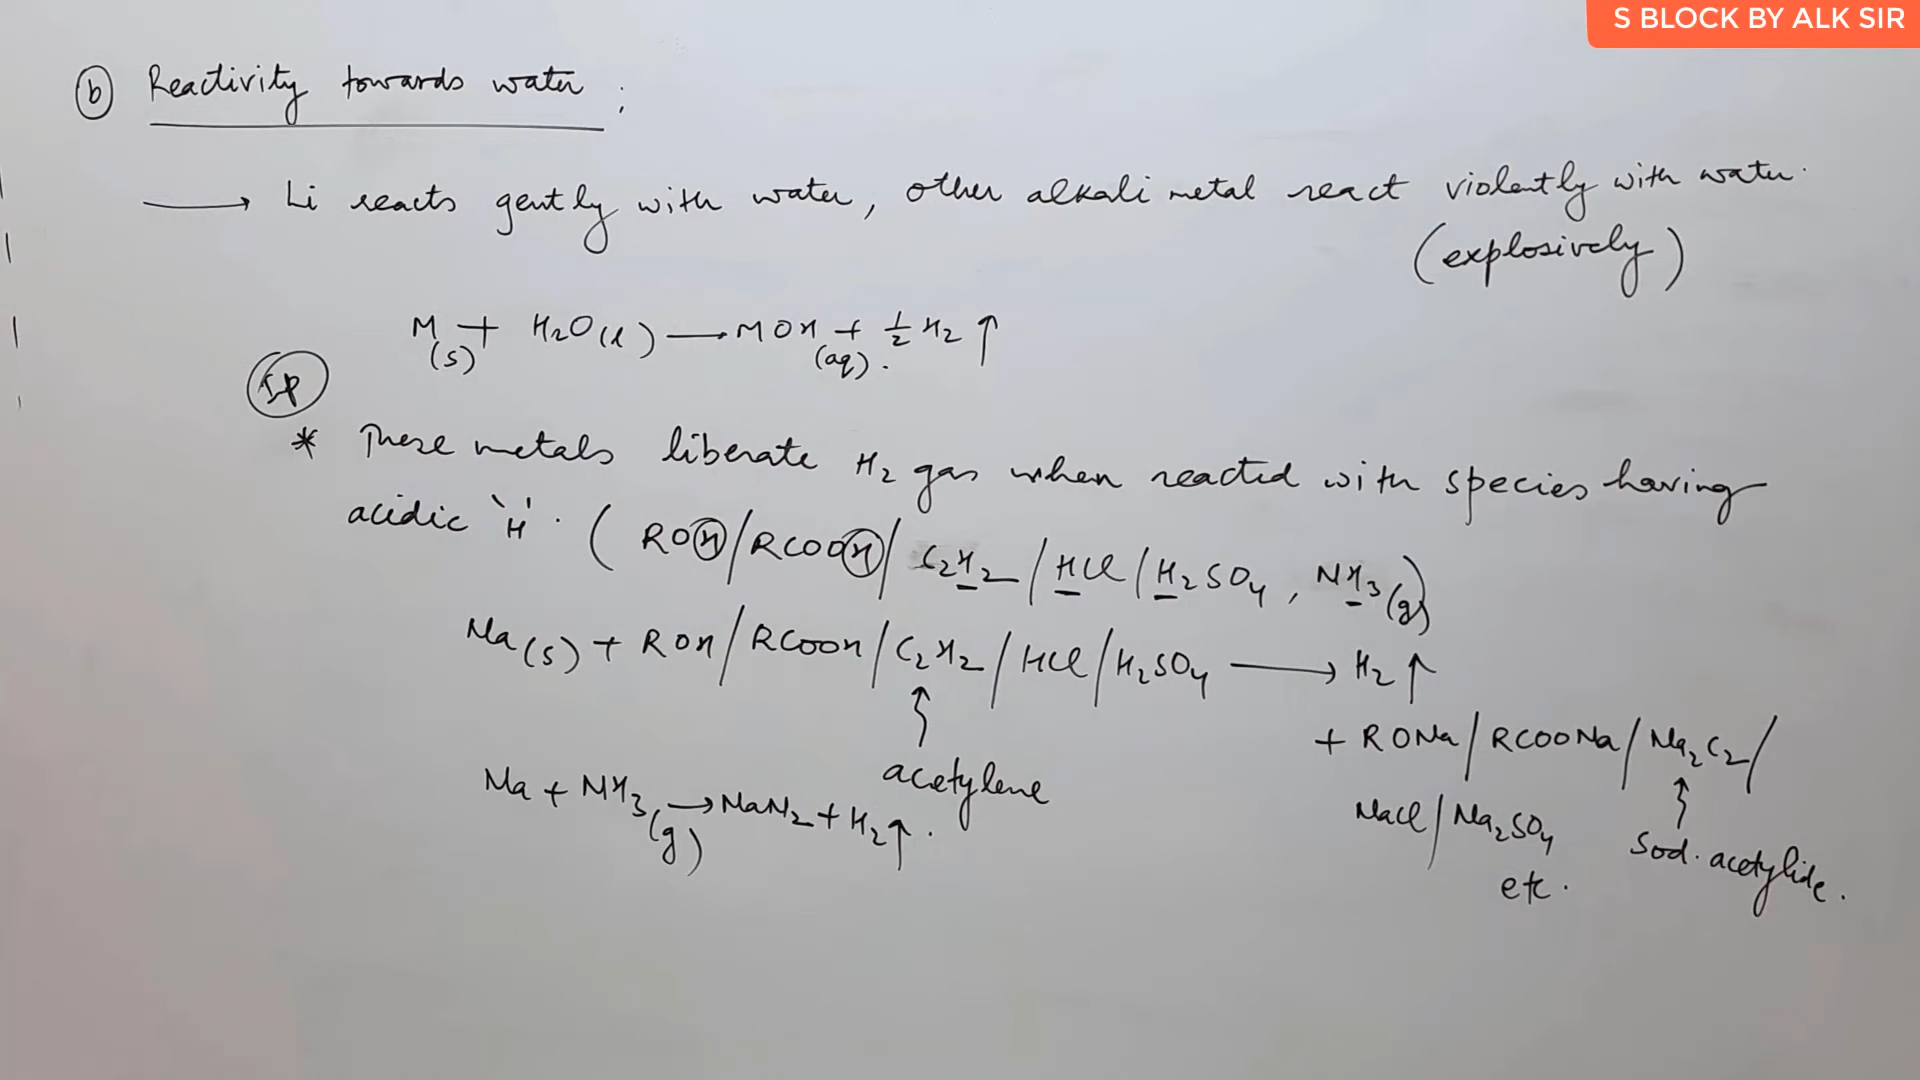 S BLOCK BY ALK SIR
(b) Reactivity towards water ;
→ Li reacts gently with water, other alkali metal react violently with water.
(explosively)
M(s) + H2O(l) → MOH(aq). + 1/2 H2 ↑
Ip
* These metals liberate H2 gas when reacted with species having
acidic 'H'. ( ROH/RCOOH/C2H2/HCl/H2SO4, NH3(g))
Na(s) + ROH/RCOOH/C2H2/HCl/H2SO4 → H2 ↑
+ RONa/RCOONa/Na2C2/
acetylene
Na + NH3(g) → NaN2 + H2↑.
NaCl/Na2SO4
etc.
Sod. acetylide.